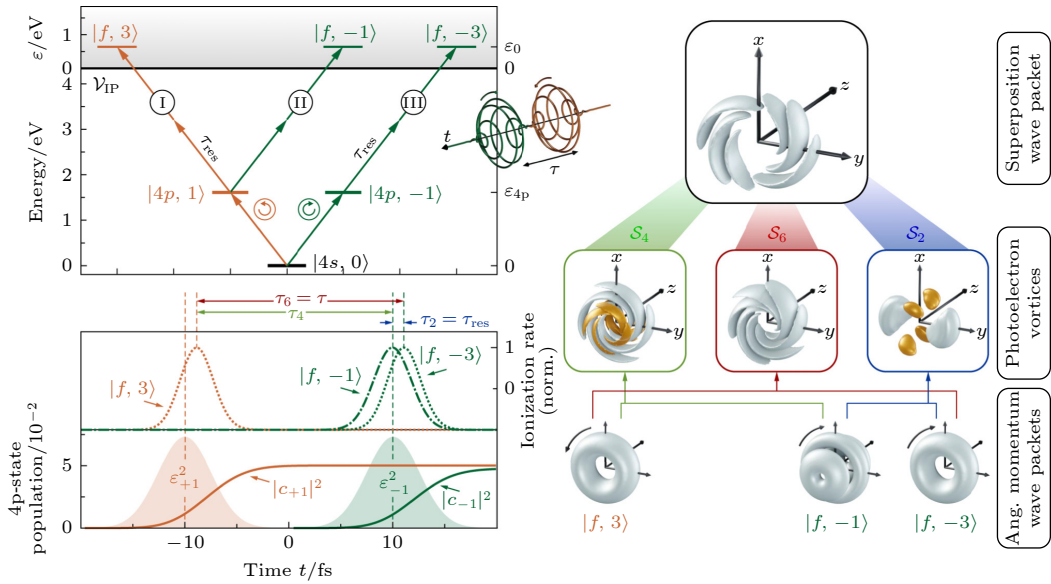 ε/eV
1
0
Energy/eV
4
3
2
1
0
𝒱IP
|f, 3⟩
|f, −1⟩
|f, −3⟩
I
II
III
τres
τres
|4p, 1⟩
|4p, −1⟩
|4s, 0⟩
ε0
0
ε4p
0
t
τ
τ6 = τ
τ4
τ2 = τres
|f, 3⟩
|f, −1⟩
|f, −3⟩
1
0
Ionization rate
(norm.)
4p-state
population/10−2
5
0
ε²+1
|c+1|²
ε²−1
|c−1|²
−10
0
10
Time t/fs
x
z
y
𝒮4
𝒮6
𝒮2
x
z
y
x
z
y
x
z
y
|f, 3⟩
|f, −1⟩
|f, −3⟩
Superposition
wave packet
Photoelectron
vortices
Ang. momentum
wave packets